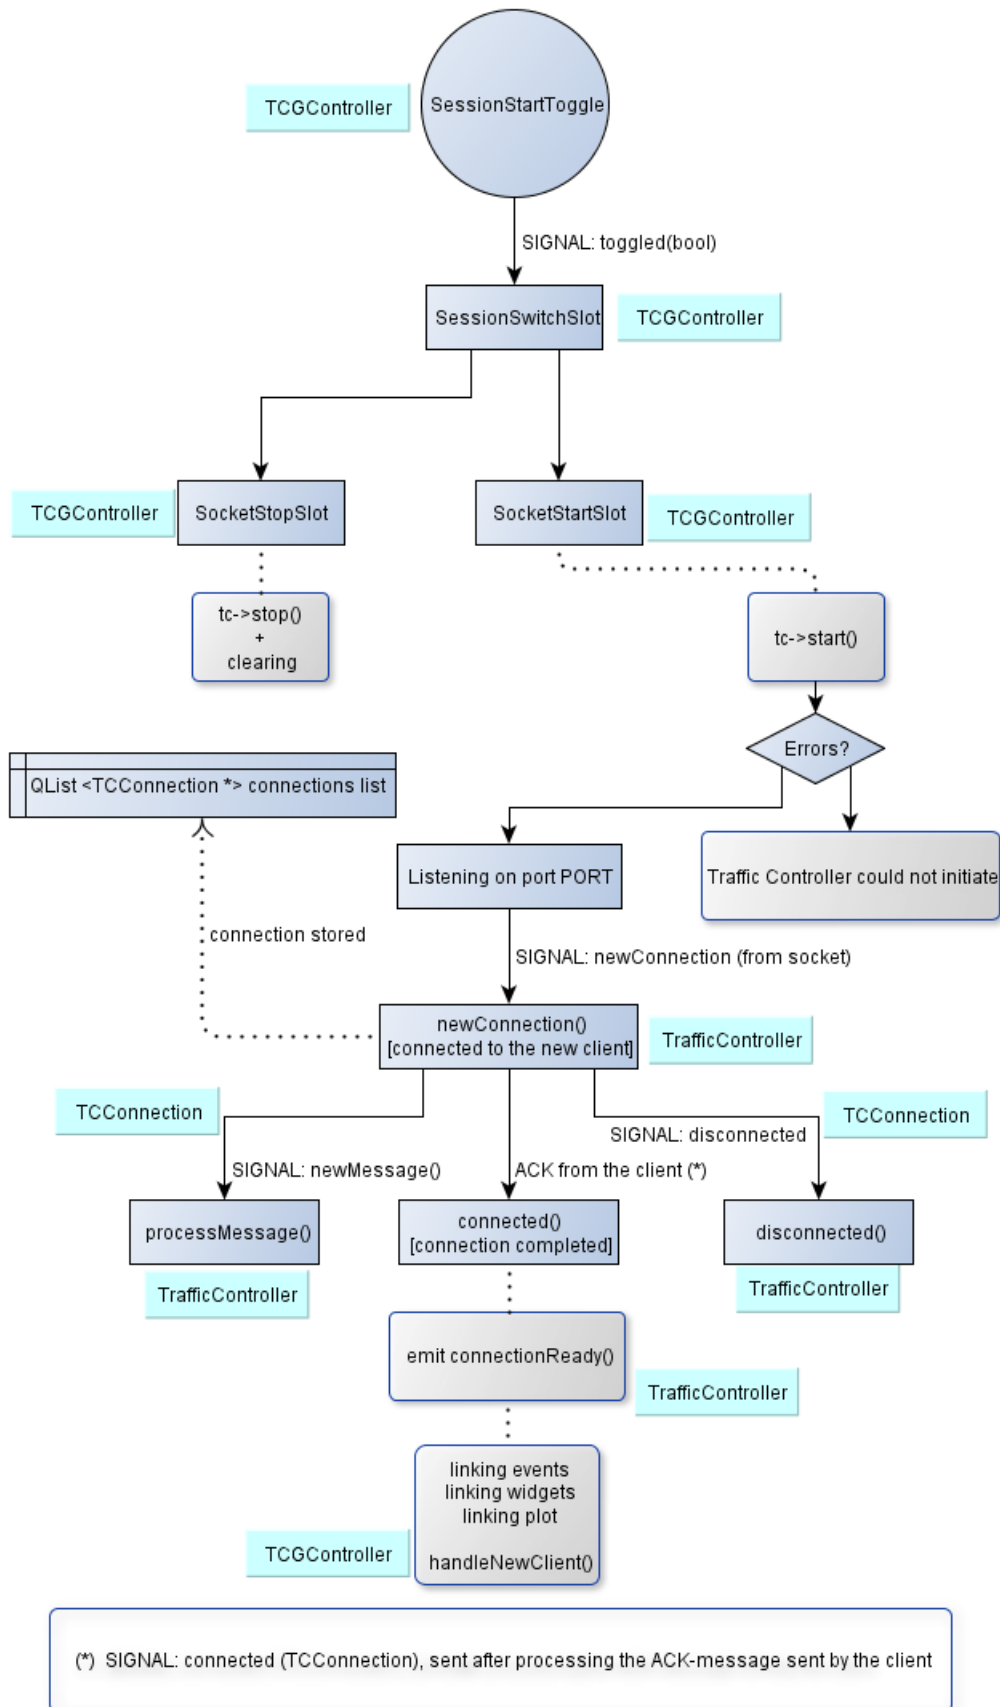 TCGController
SessionStartToggle
SIGNAL: toggled(bool)
SessionSwitchSlot
TCGController
TCGController
SocketStopSlot
SocketStartSlot
TCGController
tc->stop()
+
clearing
tc->start()
Errors?
QList <TCConnection *> connections list
Listening on port PORT
Traffic Controller could not initiate
connection stored
SIGNAL: newConnection (from socket)
newConnection()
[connected to the new client]
TrafficController
TCConnection
TCConnection
SIGNAL: disconnected
SIGNAL: newMessage()
ACK from the client (*)
processMessage()
connected()
[connection completed]
disconnected()
TrafficController
TrafficController
emit connectionReady()
TrafficController
linking events
linking widgets
linking plot
handleNewClient()
TCGController
(*) SIGNAL: connected (TCConnection), sent after processing the ACK-message sent by the client